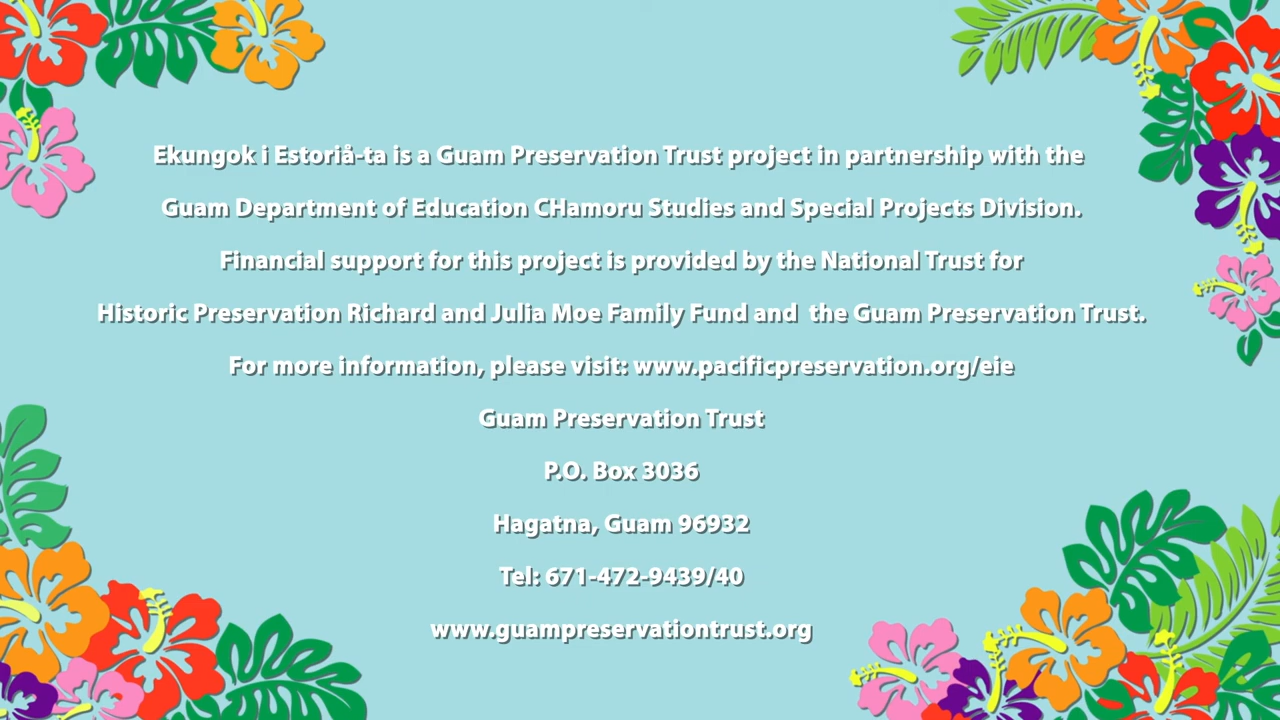 Ekungok i Estoriå-ta is a Guam Preservation Trust project in partnership with the
Guam Department of Education CHamoru Studies and Special Projects Division.
Financial support for this project is provided by the National Trust for
Historic Preservation Richard and Julia Moe Family Fund and  the Guam Preservation Trust.
For more information, please visit: www.pacificpreservation.org/eie
Guam Preservation Trust
P.O. Box 3036
Hagatna, Guam 96932
Tel: 671-472-9439/40
www.guampreservationtrust.org